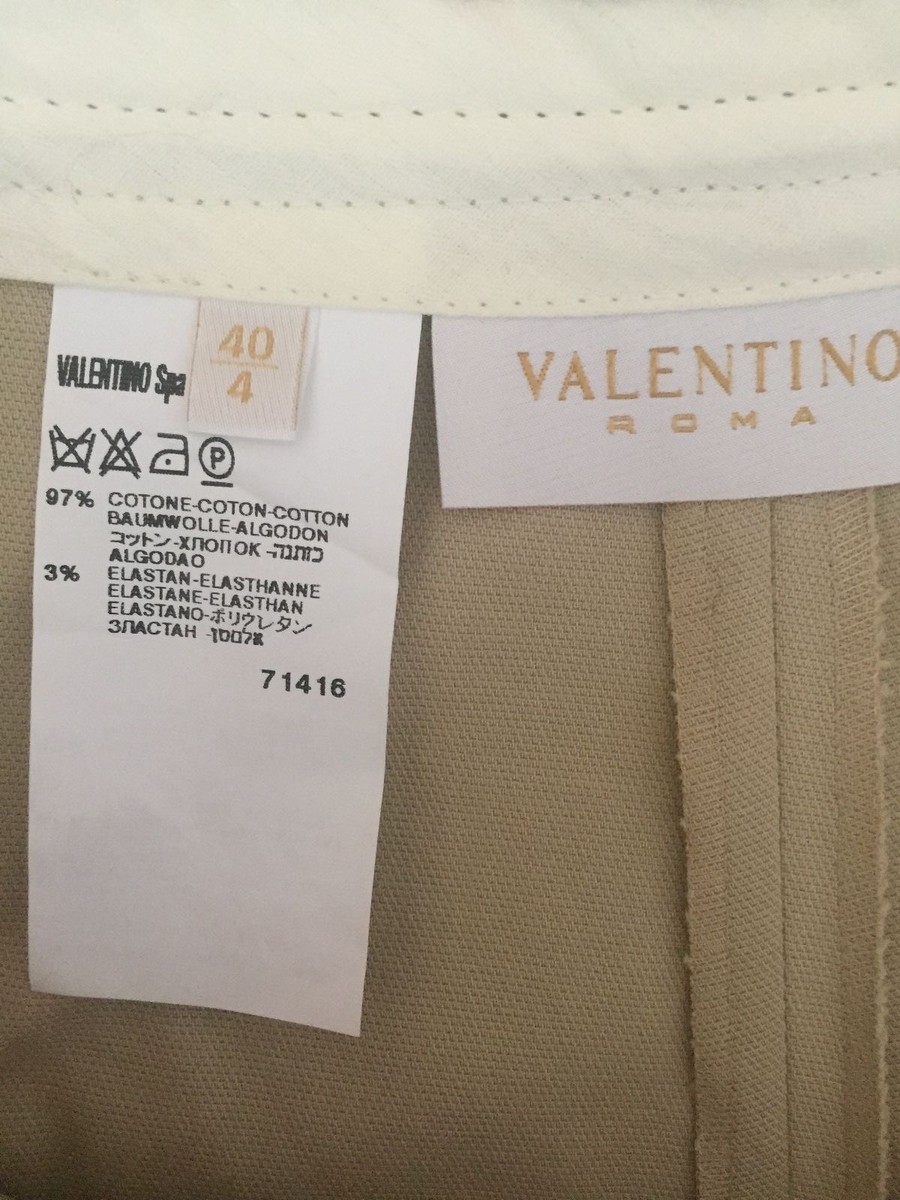 40
4
VALENTINO Spa
P
97% COTONE-COTON-COTTON
BAUMWOLLE-ALGODON
コットン-ХЛОПОК -כותנה
ALGODAO
3% ELASTAN-ELASTHANNE
ELASTANE-ELASTHAN
ELASTANO-ポリウレタン
ЗЛАСТАН -אלסטן
71416
VALENTINO
ROMA